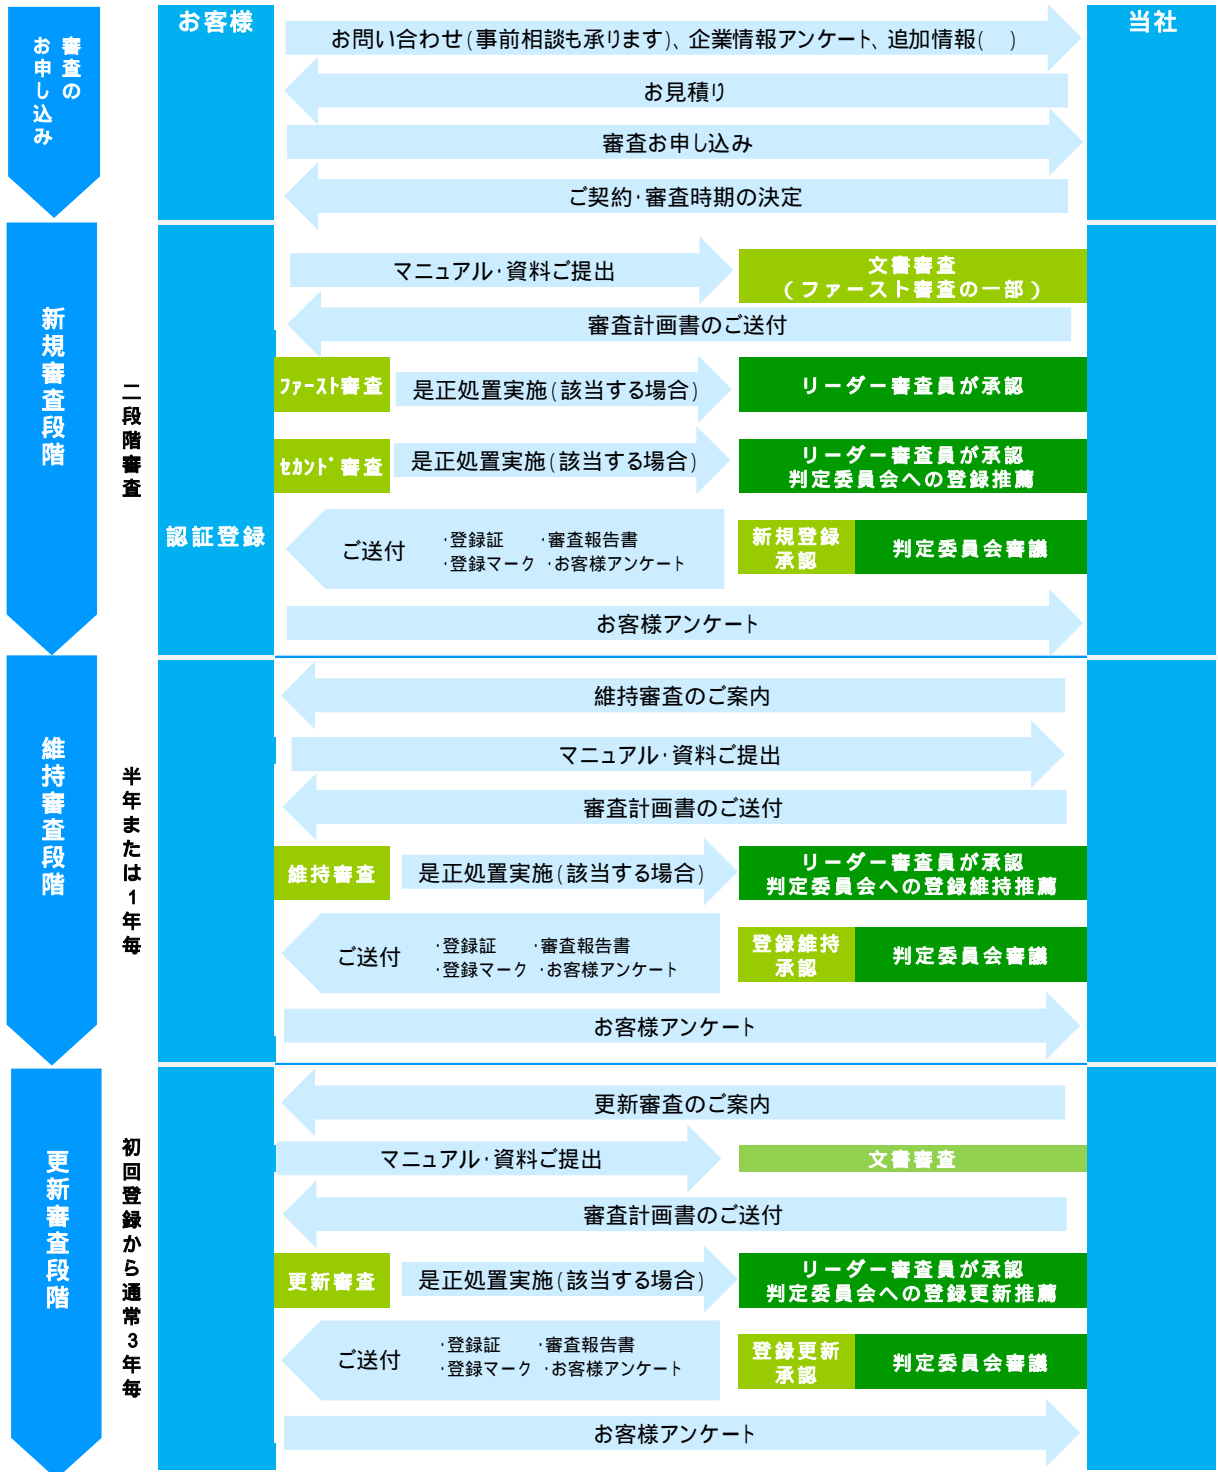 審査の
お申し込み
お客様
当社
お問い合わせ(事前相談も承ります)、企業情報アンケート、追加情報(　)
お見積り
審査お申し込み
ご契約･審査時期の決定
新規審査段階
二段階審査
マニュアル･資料ご提出
文書審査
(ファースト審査の一部)
審査計画書のご送付
ﾌｧｰｽﾄ審査
是正処置実施(該当する場合)
リーダー審査員が承認
ｾｶﾝﾄﾞ審査
是正処置実施(該当する場合)
リーダー審査員が承認
判定委員会への登録推薦
認証登録
ご送付
･登録証　･審査報告書
･登録マーク ･お客様アンケート
新規登録
承認
判定委員会審議
お客様アンケート
維持審査段階
半年または1年毎
維持審査のご案内
マニュアル･資料ご提出
審査計画書のご送付
維持審査
是正処置実施(該当する場合)
リーダー審査員が承認
判定委員会への登録維持推薦
ご送付
･登録証　･審査報告書
･登録マーク ･お客様アンケート
登録維持
承認
判定委員会審議
お客様アンケート
更新審査段階
初回登録から通常3年毎
更新審査のご案内
マニュアル･資料ご提出
文書審査
審査計画書のご送付
更新審査
是正処置実施(該当する場合)
リーダー審査員が承認
判定委員会への登録更新推薦
ご送付
･登録証　･審査報告書
･登録マーク ･お客様アンケート
登録更新
承認
判定委員会審議
お客様アンケート